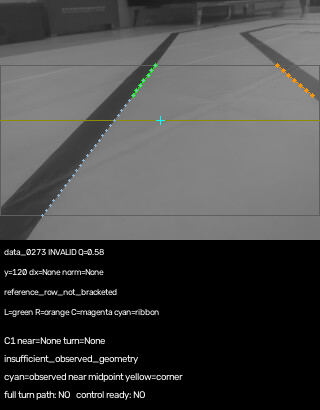 data_0273 INVALID Q=0.58
y=120 dx=None norm=None
reference_row_not_bracketed
L=green R=orange C=magenta cyan=ribbon
C1 near=None turn=None
insufficient_observed_geometry
cyan=observed near midpoint yellow=corner
full turn path: NO control ready: NO